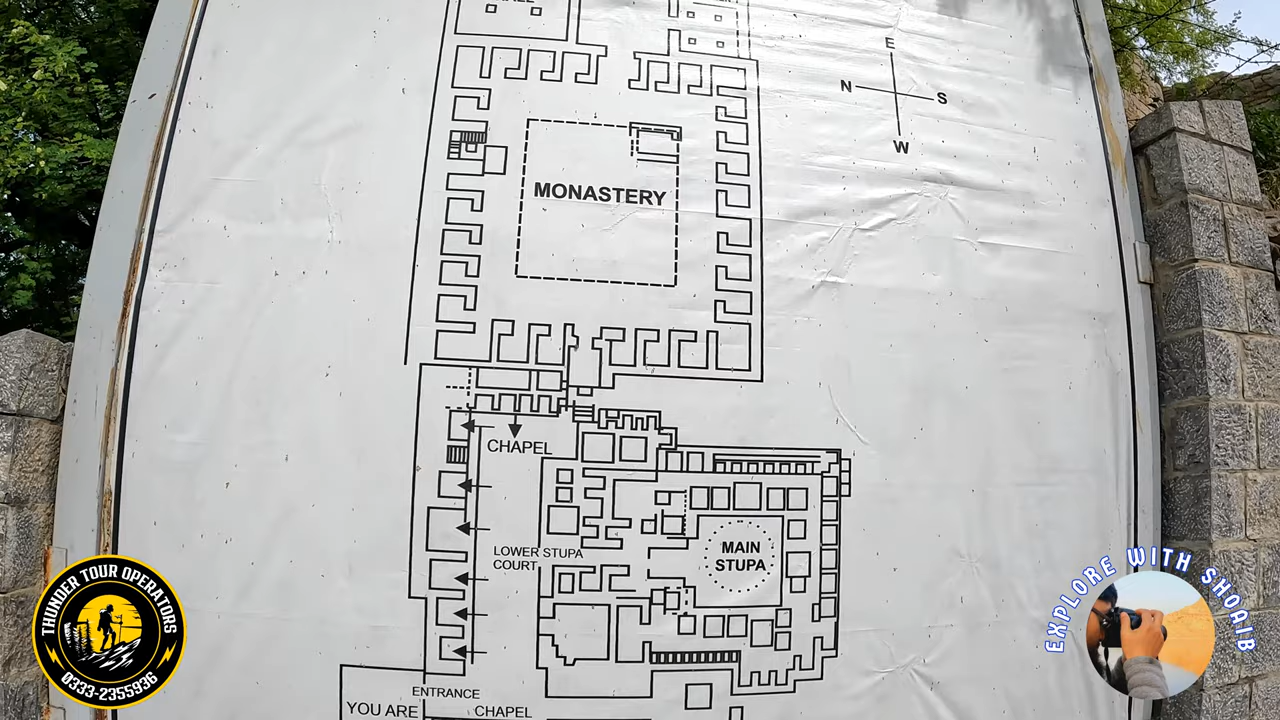 HALL
E
N
S
W
MONASTERY
CHAPEL
LOWER STUPA
COURT
MAIN
STUPA
ENTRANCE
YOU ARE
CHAPEL
THUNDER TOUR OPERATORS
0333-2355936
EXPLORE WITH SHOAIB